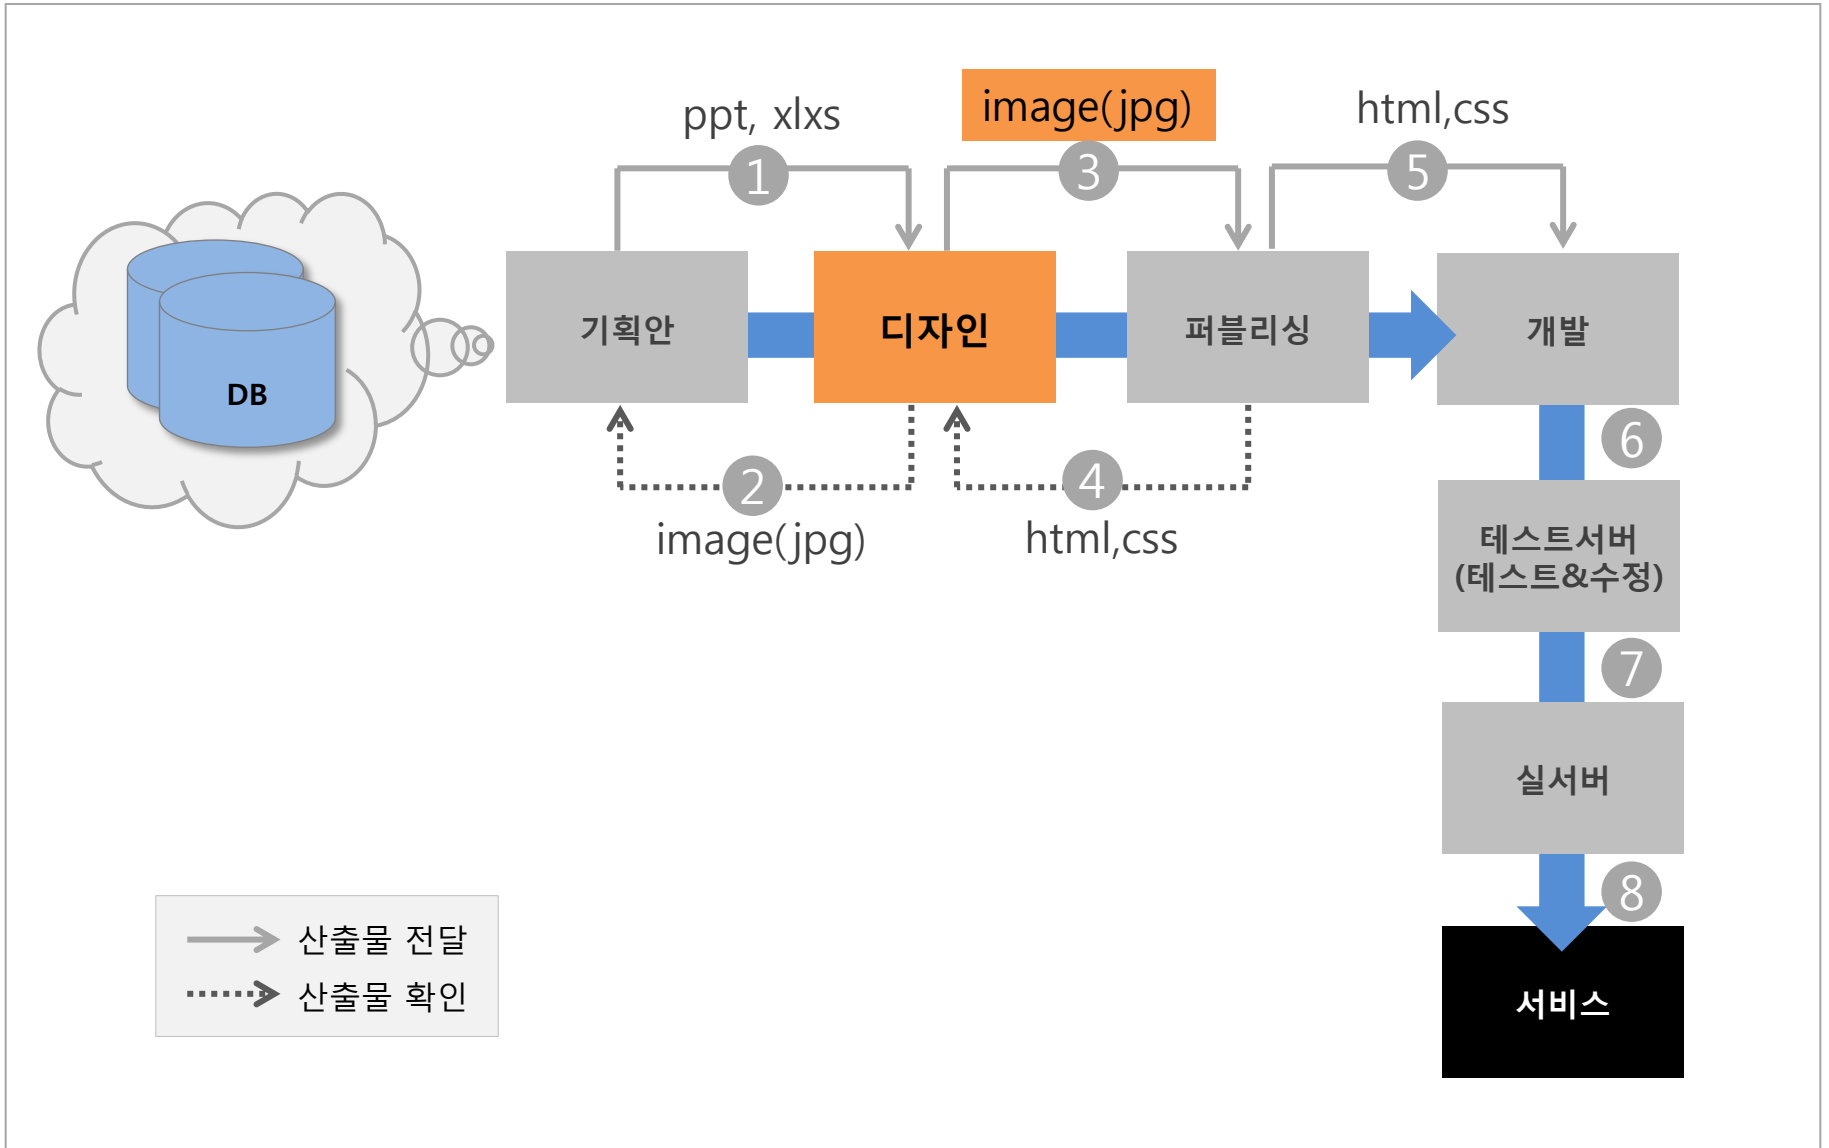 ppt, xlxs
image(jpg)
html,css
1
3
5
기획안
디자인
퍼블리싱
개발
DB
2
4
6
image(jpg)
html,css
테스트서버
(테스트&수정)
7
실서버
8
산출물 전달
산출물 확인
서비스